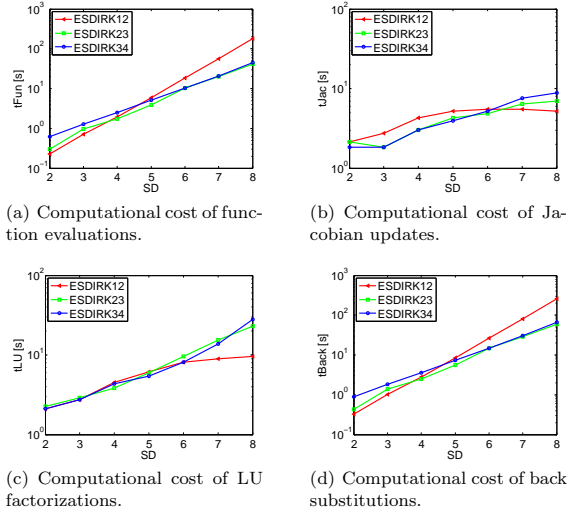 10³
10²
10¹
10⁰
10⁻¹
tFun [s]
ESDIRK12
ESDIRK23
ESDIRK34
2 3 4 5 6 7 8
SD
(a) Computational cost of func-
tion evaluations.
10²
10¹
10⁰
tJac [s]
ESDIRK12
ESDIRK23
ESDIRK34
2 3 4 5 6 7 8
SD
(b) Computational cost of Ja-
cobian updates.
10²
10¹
10⁰
tLU [s]
ESDIRK12
ESDIRK23
ESDIRK34
2 3 4 5 6 7 8
SD
(c) Computational cost of LU
factorizations.
10³
10²
10¹
10⁰
10⁻¹
tBack [s]
ESDIRK12
ESDIRK23
ESDIRK34
2 3 4 5 6 7 8
SD
(d) Computational cost of back
substitutions.